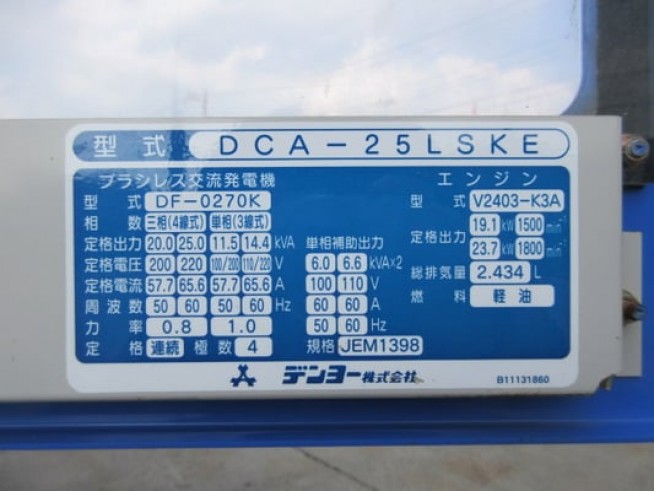 型式 DCA-25LSKE
ブラシレス交流発電機
型式 DF-0270K
相数 三相(4線式) 単相(3線式)
定格出力 20.0 25.0 11.5 14.4 kVA
定格電圧 200 220 100/200 110/220 V
定格電流 57.7 65.6 57.7 65.6 A
周波数 50 60 50 60 Hz
力率 0.8 1.0
定格 連続 極数 4
単相補助出力
6.0 6.6 kVA×2
100 110 V
60 60 A
50 60 Hz
規格 JEM1398
エンジン
型式 V2403-K3A
定格出力 19.1 kW 1500 min⁻¹
23.7 kW 1800 min⁻¹
総排気量 2.434 L
燃料 軽油
デンヨー株式会社
B11131860